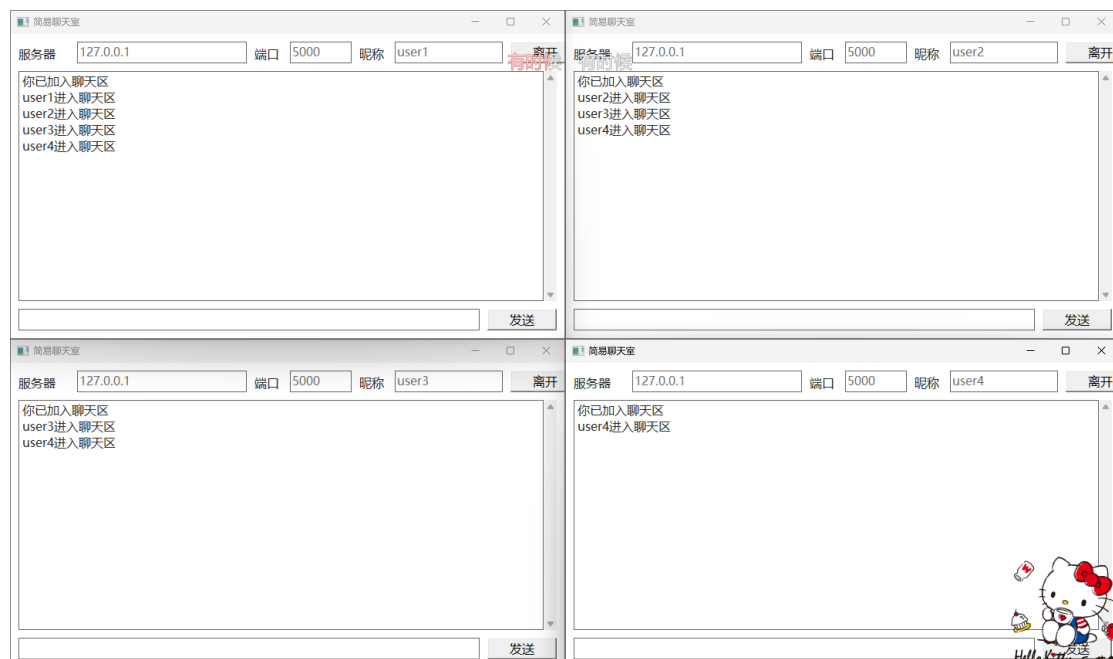 简易聊天室
服务器 127.0.0.1 端口 5000 昵称 user1 离开
有时候 有时候
你已加入聊天区
user1进入聊天区
user2进入聊天区
user3进入聊天区
user4进入聊天区
发送
简易聊天室
服务器 127.0.0.1 端口 5000 昵称 user2 离开
你已加入聊天区
user2进入聊天区
user3进入聊天区
user4进入聊天区
发送
简易聊天室
服务器 127.0.0.1 端口 5000 昵称 user3 离开
你已加入聊天区
user3进入聊天区
user4进入聊天区
发送
简易聊天室
服务器 127.0.0.1 端口 5000 昵称 user4 离开
你已加入聊天区
user4进入聊天区
发送
Hello Kitty